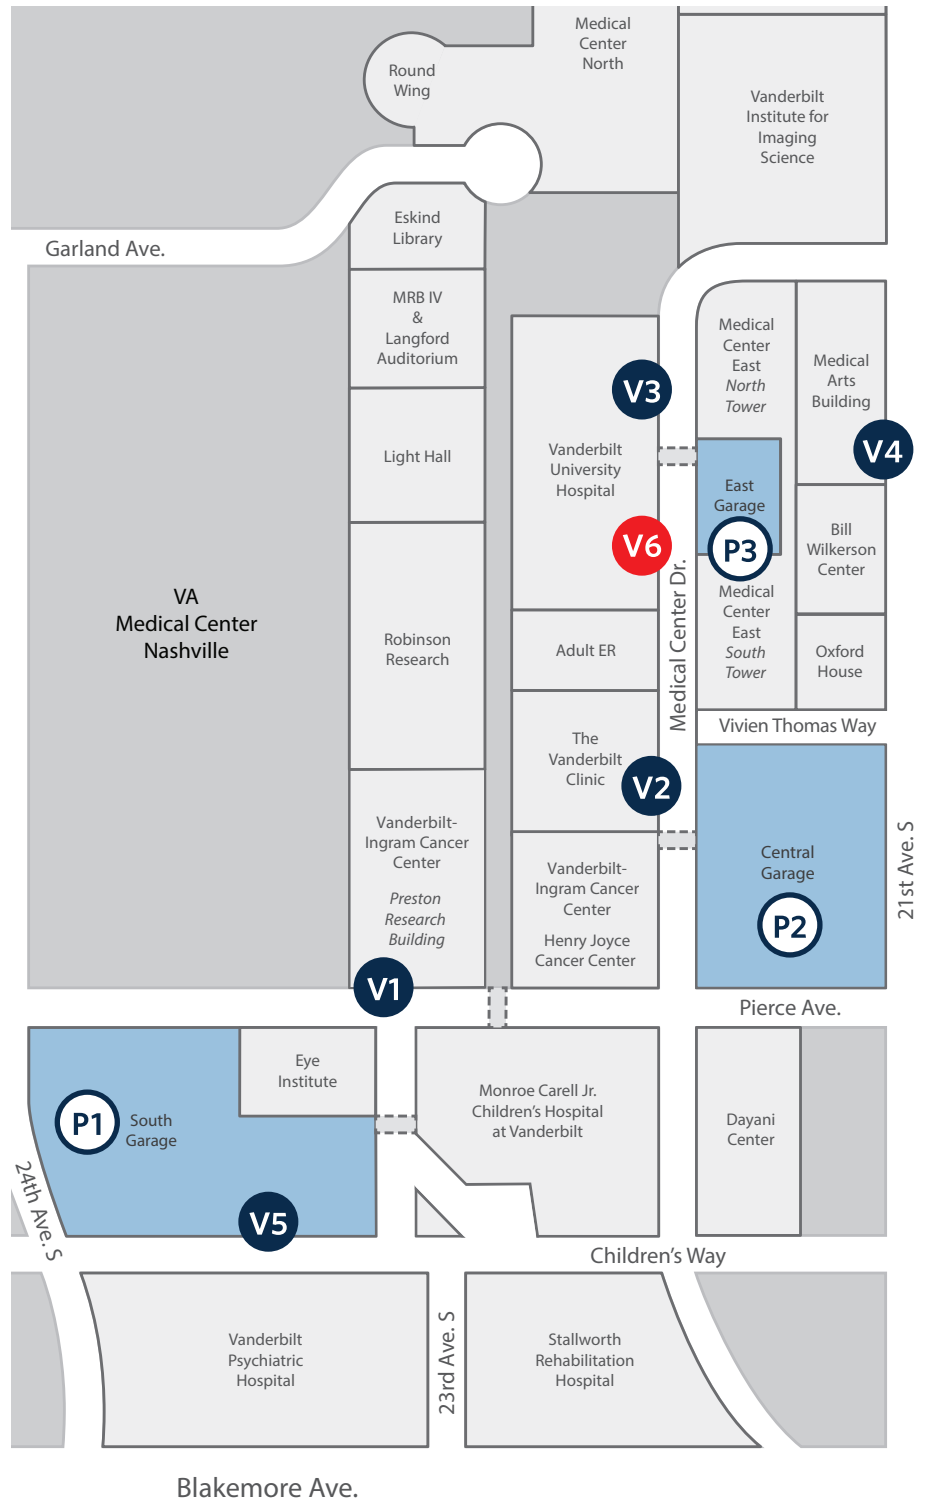 Medical
Center
North
Round
Wing
Vanderbilt
Institute for
Imaging
Science
Eskind
Library
Garland Ave.
MRB IV
&
Langford
Auditorium
Medical
Center
East
North
Tower
Medical
Arts
Building
V3
V4
Light Hall
Vanderbilt
University
Hospital
East
Garage
P3
V6
Bill
Wilkerson
Center
VA
Medical Center
Nashville
Medical
Center
East
South
Tower
Robinson
Research
Adult ER
Medical Center Dr.
Oxford
House
Vivien Thomas Way
The
Vanderbilt
Clinic
V2
Vanderbilt-
Ingram Cancer
Center
Preston
Research
Building
Vanderbilt-
Ingram Cancer
Center
Henry Joyce
Cancer Center
Central
Garage
P2
21st Ave. S
V1
Pierce Ave.
Eye
Institute
P1
South
Garage
Monroe Carell Jr.
Children's Hospital
at Vanderbilt
Dayani
Center
24th Ave. S
V5
Children's Way
Vanderbilt
Psychiatric
Hospital
23rd Ave. S
Stallworth
Rehabilitation
Hospital
Blakemore Ave.